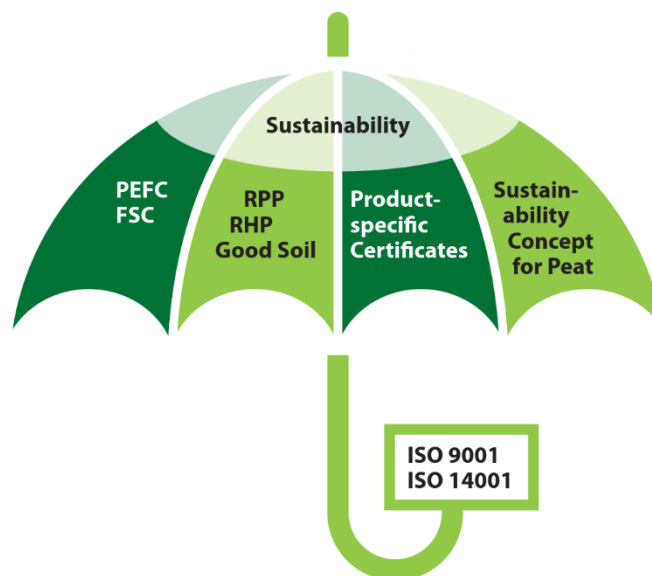 Sustainability
PEFC
FSC
RPP
RHP
Good Soil
Product-
specific
Certificates
Sustain-
ability
Concept
for Peat
ISO 9001
ISO 14001